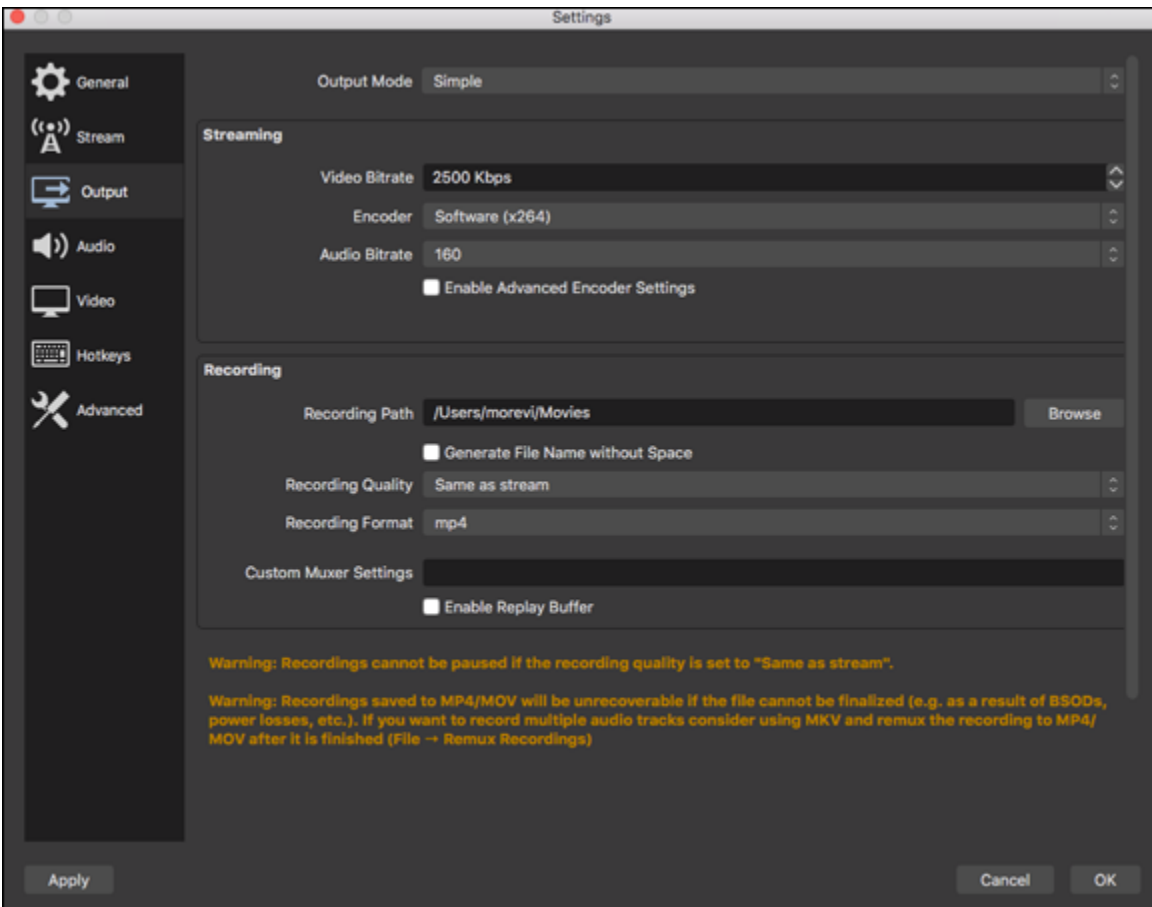 Settings
General
Stream
Output
Audio
Video
Hotkeys
Advanced
Output Mode Simple
Streaming
Video Bitrate 2500 Kbps
Encoder Software (x264)
Audio Bitrate 160
Enable Advanced Encoder Settings
Recording
Recording Path /Users/morevi/Movies Browse
Generate File Name without Space
Recording Quality Same as stream
Recording Format mp4
Custom Muxer Settings
Enable Replay Buffer
Warning: Recordings cannot be paused if the recording quality is set to "Same as stream".
Warning: Recordings saved to MP4/MOV will be unrecoverable if the file cannot be finalized (e.g. as a result of BSODs,
power losses, etc.). If you want to record multiple audio tracks consider using MKV and remux the recording to MP4/
MOV after it is finished (File → Remux Recordings)
Apply Cancel OK